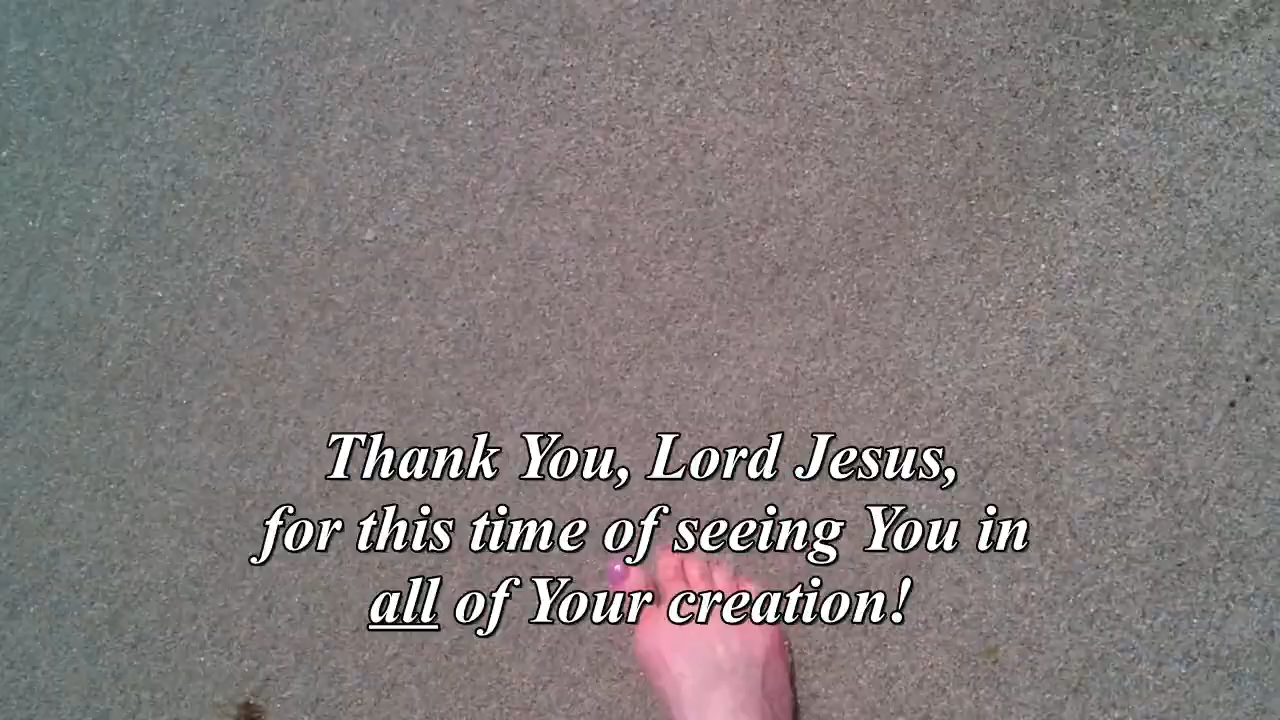 Thank You, Lord Jesus,
for this time of seeing You in
all of Your creation!